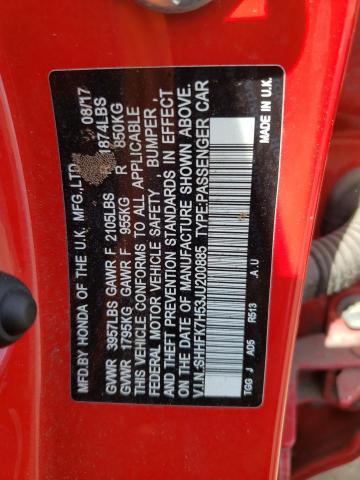 MFD.BY HONDA OF THE U.K. MFG.,LTD. 08/17
GVWR 3957LBS GAWR F 2105LBS R 1874LBS
GVWR 1795KG GAWR F 955KG R 850KG
THIS VEHICLE CONFORMS TO ALL APPLICABLE
FEDERAL MOTOR VEHICLE SAFETY , BUMPER ,
AND THEFT PREVENTION STANDARDS IN EFFECT
ON THE DATE OF MANUFACTURE SHOWN ABOVE.
V.I.N.:SHHFK7H53JU200885 TYPE:PASSENGER CAR
MADE IN U.K.
TGG J A05 R513 .A.U